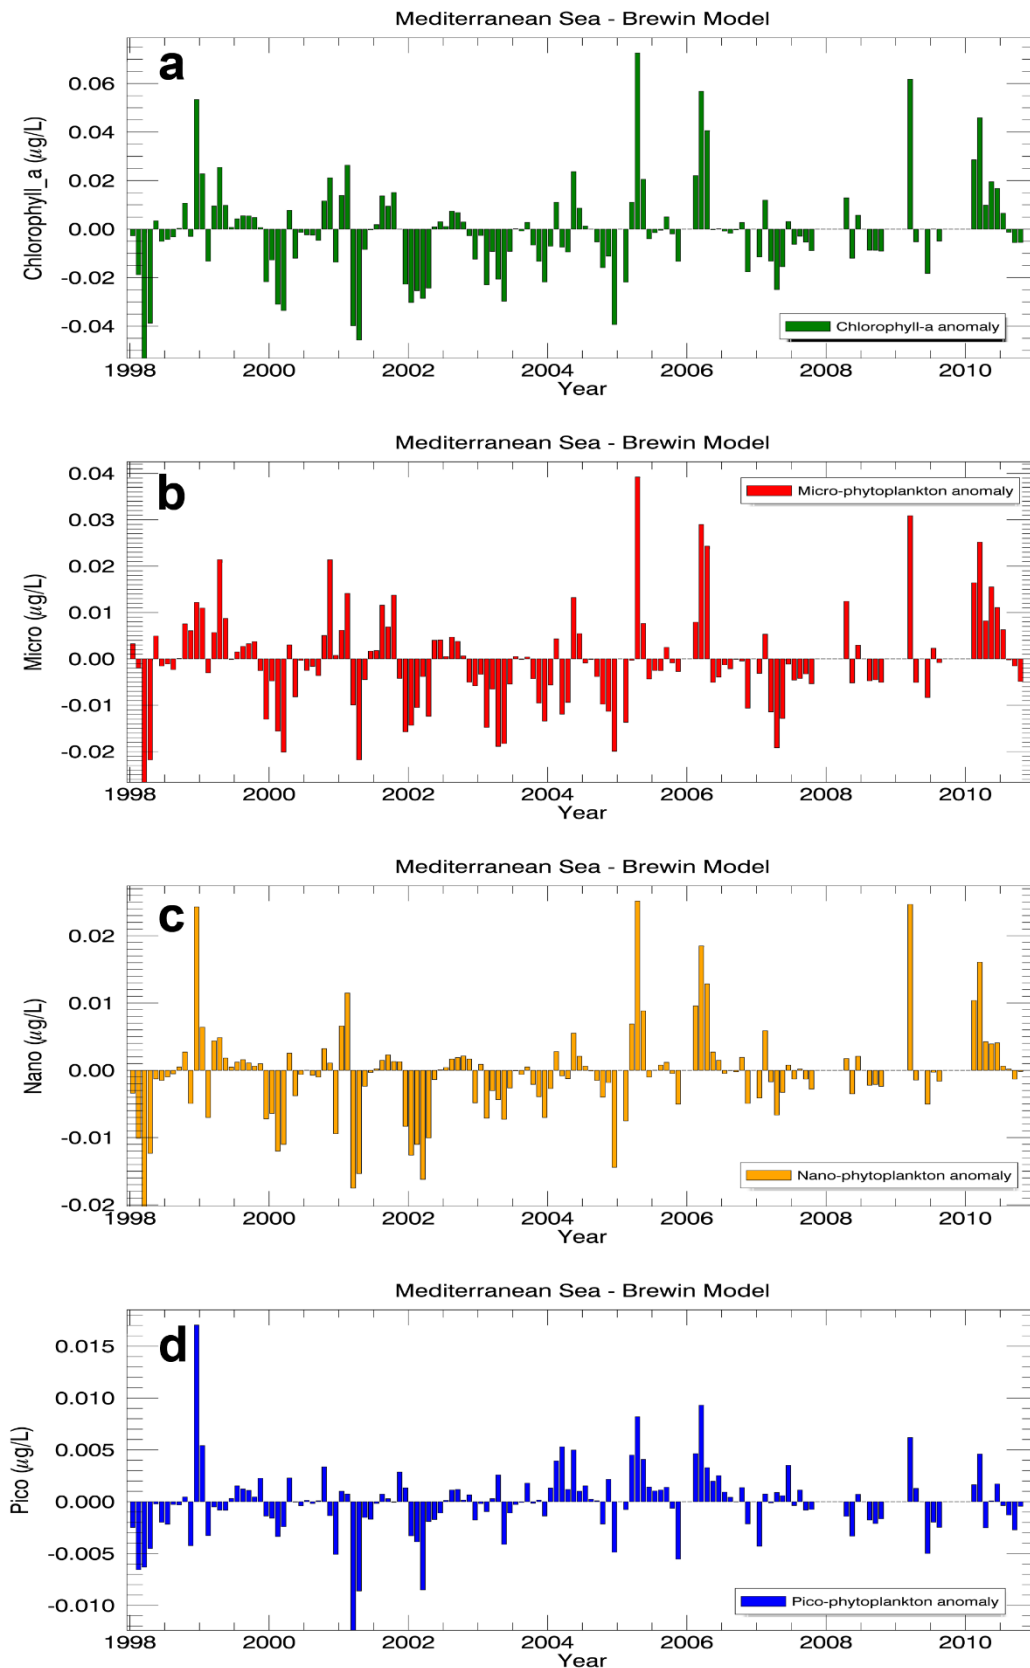 Mediterranean Sea - Brewin Model
a
Chlorophyll_a (µg/L)
0.06
0.04
0.02
0.00
-0.02
-0.04
Chlorophyll-a anomaly
1998 2000 2002 2004 2006 2008 2010
Year
Mediterranean Sea - Brewin Model
b
Micro (µg/L)
0.04
0.03
0.02
0.01
0.00
-0.01
-0.02
Micro-phytoplankton anomaly
1998 2000 2002 2004 2006 2008 2010
Year
Mediterranean Sea - Brewin Model
c
Nano (µg/L)
0.02
0.01
0.00
-0.01
-0.02
Nano-phytoplankton anomaly
1998 2000 2002 2004 2006 2008 2010
Year
Mediterranean Sea - Brewin Model
d
Pico (µg/L)
0.015
0.010
0.005
0.000
-0.005
-0.010
Pico-phytoplankton anomaly
1998 2000 2002 2004 2006 2008 2010
Year